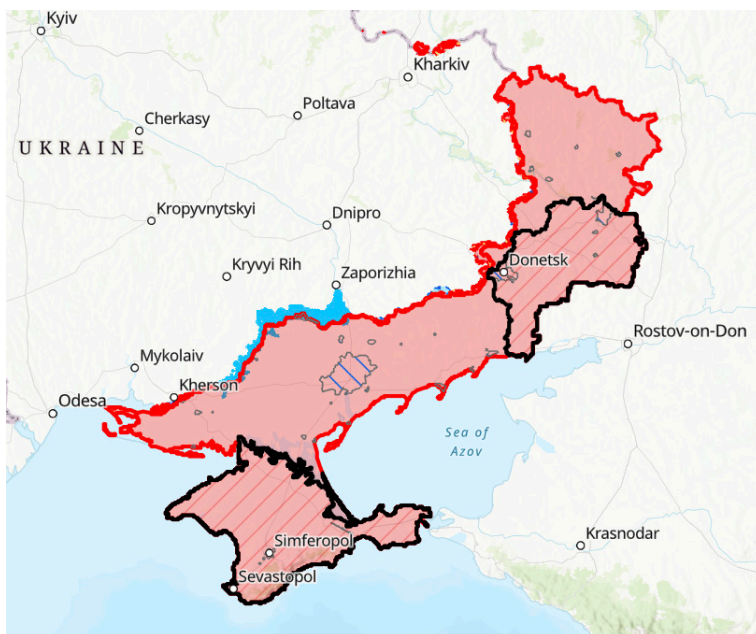 Kyiv
Kharkiv
Poltava
Cherkasy
UKRAINE
Kropyvnytskyi
Dnipro
Donetsk
Kryvyi Rih
Zaporizhia
Rostov-on-Don
Mykolaiv
Kherson
Odesa
Sea of
Azov
Krasnodar
Simferopol
Sevastopol